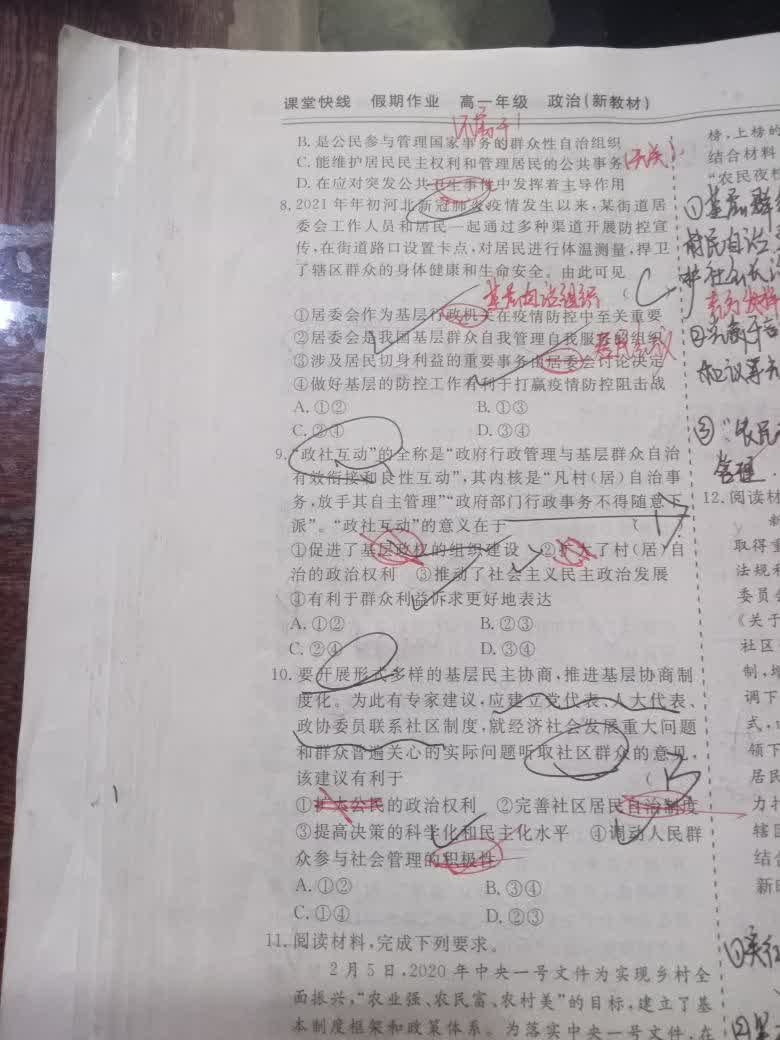 课堂快线 假期作业 高一年级 政治(新教材)
不属于
B. 是公民参与管理国家事务的群众性自治组织
C. 能维护居民民主权利和管理居民的公共事务
D. 在应对突发公共卫生事件中发挥着主导作用
8. 2021年年初河北新冠肺炎疫情发生以来,某街道居
委会工作人员和居民一起通过多种渠道开展防控宣
传,在街道路口设置卡点,对居民进行体温测量,捍卫
了辖区群众的身体健康和生命安全。由此可见
( C
基层自治组织
①居委会作为基层行政机关在疫情防控中至关重要
②居委会是我国基层群众自我管理自我服务的组织
③涉及居民切身利益的重要事务由居委会讨论决定
居民会议
④做好基层的防控工作有利于打赢疫情防控阻击战
A. ①② B. ①③
C. ②④ D. ③④
9. “政社互动”的全称是“政府行政管理与基层群众自治
有效衔接和良性互动”,其内核是“凡村(居)自治事
务,放手其自主管理”“政府部门行政事务不得随意下
派”。“政社互动”的意义在于 ( D
①促进了基层政权的组织建设 ②扩大了村(居)自
治的政治权利 ③推动了社会主义民主政治发展
④有利于群众利益诉求更好地表达
A. ①② B. ②③
C. ②④ D. ③④
10. 要开展形式多样的基层民主协商,推进基层协商制
度化。为此有专家建议,应建立党代表、人大代表、
政协委员联系社区制度,就经济社会发展重大问题
和群众普遍关心的实际问题听取社区群众的意见,
该建议有利于 ( B
①扩大公民的政治权利 ②完善社区居民自治制度
③提高决策的科学化和民主化水平 ④调动人民群
众参与社会管理的积极性
A. ①② B. ③④
C. ①④ D. ②③
11. 阅读材料,完成下列要求。
2月5日,2020年中央一号文件为实现乡村全
面振兴,“农业强、农民富、农村美”的目标,建立了基
本制度框架和政策体系。为落实中央一号文件,在
榜,上榜的
结合材料
“农民夜校
①基层群
②
③“农民
管理
12. 阅读材
取得重
法规和
委员会
《关于
社区
制,增
调下
式,
领下
居民
力打
辖区
结合
新时